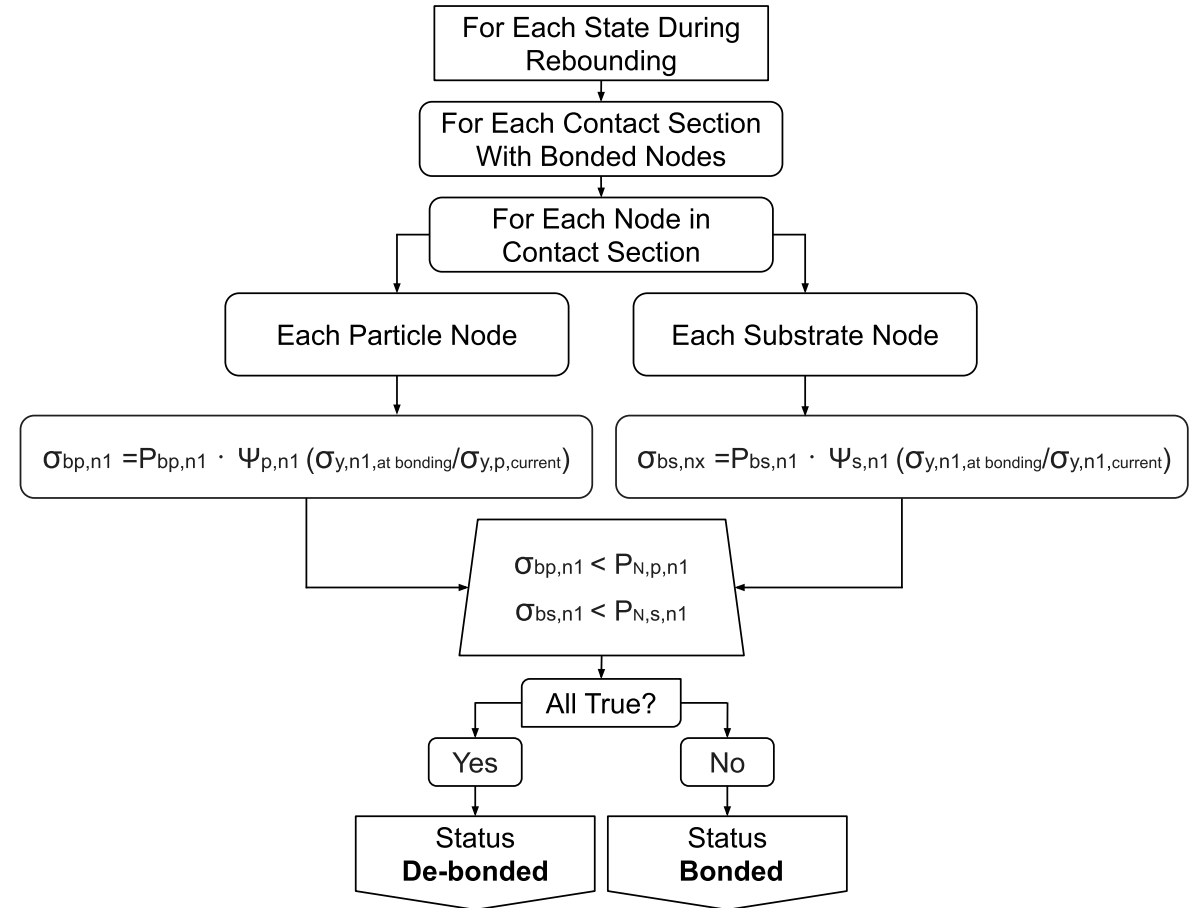 For Each State During
Rebounding
For Each Contact Section
With Bonded Nodes
For Each Node in
Contact Section
Each Particle Node
Each Substrate Node
σbp,n1 =Pbp,n1 · Ψp,n1 (σy,n1,at bonding/σy,p,current)
σbs,nx =Pbs,n1 · Ψs,n1 (σy,n1,at bonding/σy,n1,current)
σbp,n1 < PN,p,n1
σbs,n1 < PN,s,n1
All True?
Yes
No
Status
De-bonded
Status
Bonded